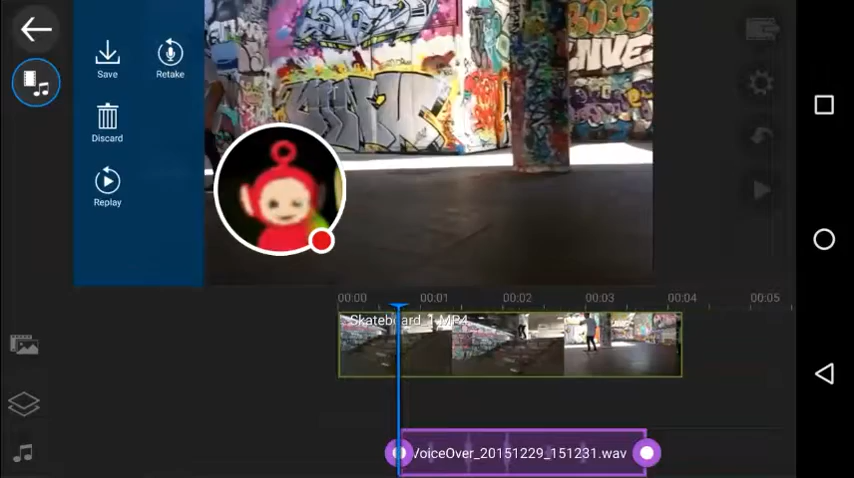 Save
Retake
Discard
Replay
00:00
00:01
00:02
00:03
00:04
00:05
Skateboard_1.MP4
VoiceOver_20151229_151231.wav